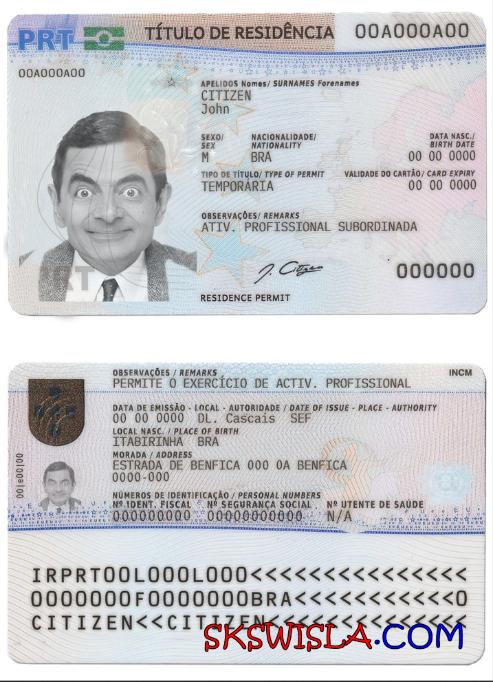 PRT
TÍTULO DE RESIDÊNCIA
00A000A00
00A000A00
APELIDOS Nomes/ SURNAMES Forenames
CITIZEN
John
SEXO/ NACIONALIDADE/ DATA NASC./
SEX NATIONALITY BIRTH DATE
M BRA 00 00 0000
TIPO DE TÍTULO/ TYPE OF PERMIT VALIDADE DO CARTÃO/ CARD EXPIRY
TEMPORÁRIA 00 00 0000
OBSERVAÇÕES/ REMARKS
ATIV. PROFISSIONAL SUBORDINADA
J. Citizen
000000
PRT
RESIDENCE PERMIT
OBSERVAÇÕES / REMARKS INCM
PERMITE O EXERCÍCIO DE ACTIV. PROFISSIONAL
DATA DE EMISSÃO - LOCAL - AUTORIDADE / DATE OF ISSUE - PLACE - AUTHORITY
00 00 0000 DL. Cascais SEF
LOCAL NASC. / PLACE OF BIRTH
ITABIRINHA BRA
MORADA / ADDRESS
ESTRADA DE BENFICA 000 0A BENFICA
0000-000
NÚMEROS DE IDENTIFICAÇÃO / PERSONAL NUMBERS
Nº IDENT. FISCAL Nº SEGURANÇA SOCIAL Nº UTENTE DE SAÚDE
000000000 00000000000 N/A
IRPRT00L000L000<<<<<<<<<<<<<<<
0000000F0000000BRA<<<<<<<<<<<0
CITIZEN<<CITIZEN<<<<<<<<<<<<<<
SKSWISLA.COM